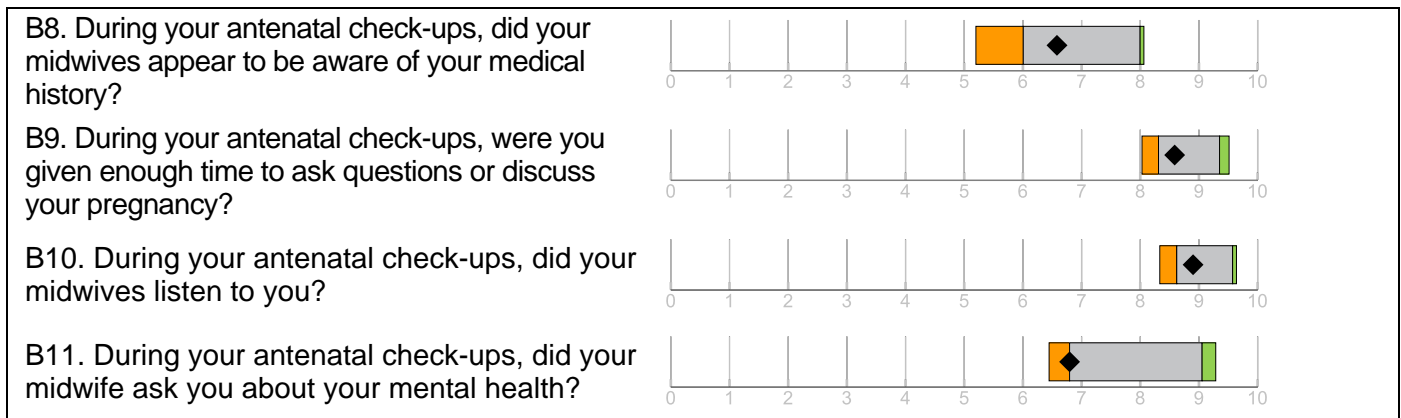 B8. During your antenatal check-ups, did your
midwives appear to be aware of your medical
history?
0 1 2 3 4 5 6 7 8 9 10
B9. During your antenatal check-ups, were you
given enough time to ask questions or discuss
your pregnancy?
0 1 2 3 4 5 6 7 8 9 10
B10. During your antenatal check-ups, did your
midwives listen to you?
0 1 2 3 4 5 6 7 8 9 10
B11. During your antenatal check-ups, did your
midwife ask you about your mental health?
0 1 2 3 4 5 6 7 8 9 10